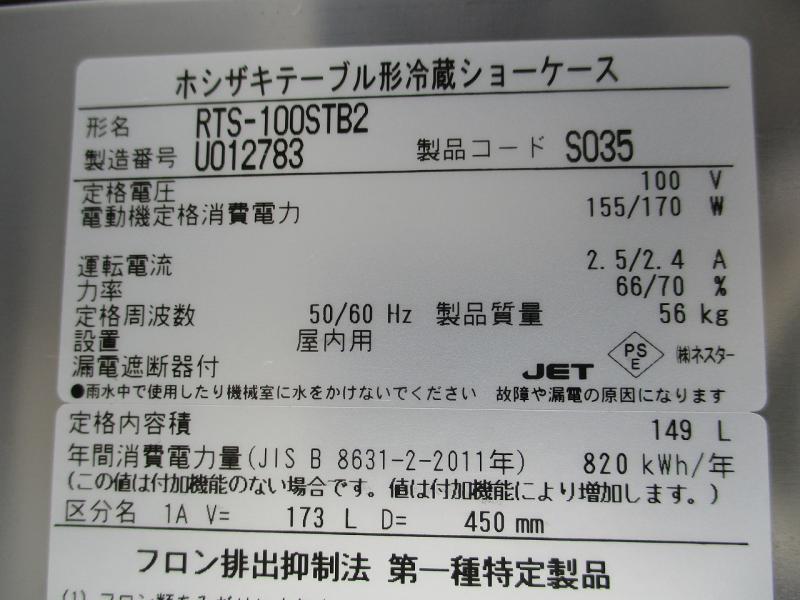 ホシザキテーブル形冷蔵ショーケース
形名 RTS-100STB2
製造番号 U012783 製品コード S035
定格電圧 100 V
電動機定格消費電力 155/170 W
運転電流 2.5/2.4 A
力率 66/70 %
定格周波数 50/60 Hz 製品質量 56 kg
設置 屋内用
漏電遮断器付 JET PS E ㈱ネスター
●雨水中で使用したり機械室に水をかけないでください 故障や漏電の原因になります
定格内容積 149 L
年間消費電力量(JIS B 8631-2-2011年) 820 kWh/年
(この値は付加機能のない場合です。値は付加機能により増加します。)
区分名 1A V= 173 L D= 450 mm
フロン排出抑制法 第一種特定製品